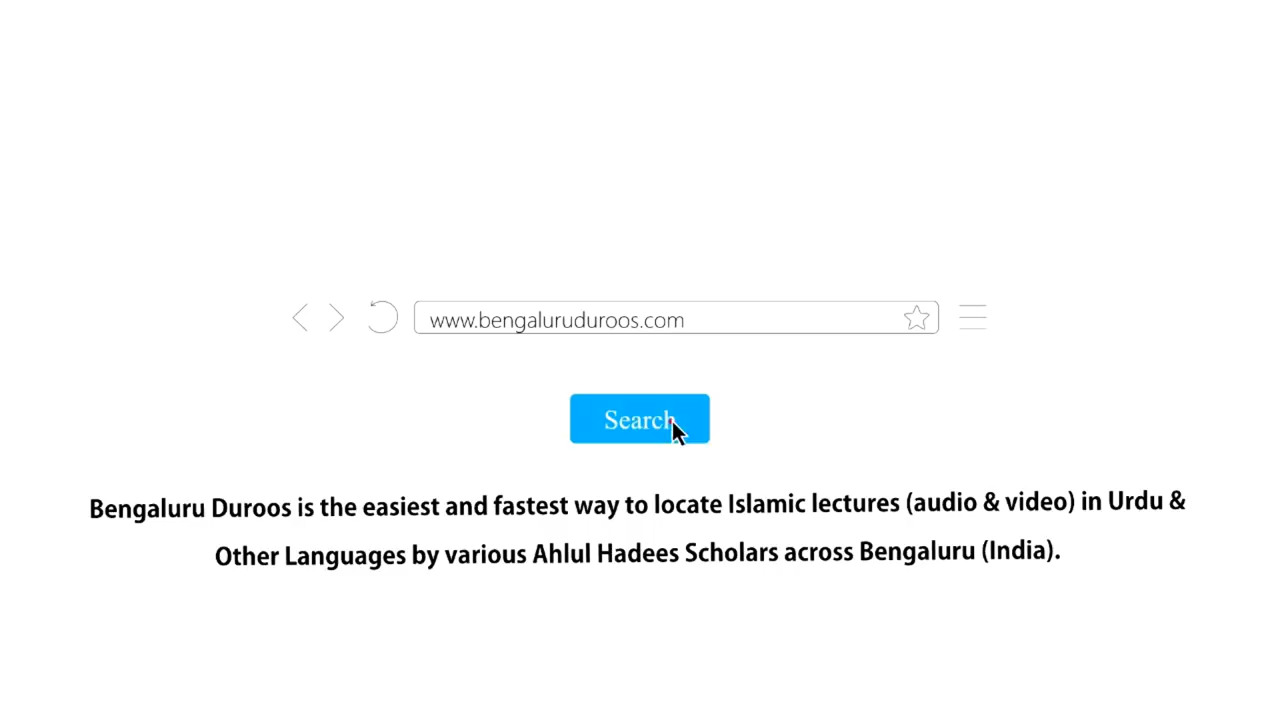 www.bengaluruduroos.com
Search
Bengaluru Duroos is the easiest and fastest way to locate Islamic lectures (audio & video) in Urdu &
Other Languages by various Ahlul Hadees Scholars across Bengaluru (India).